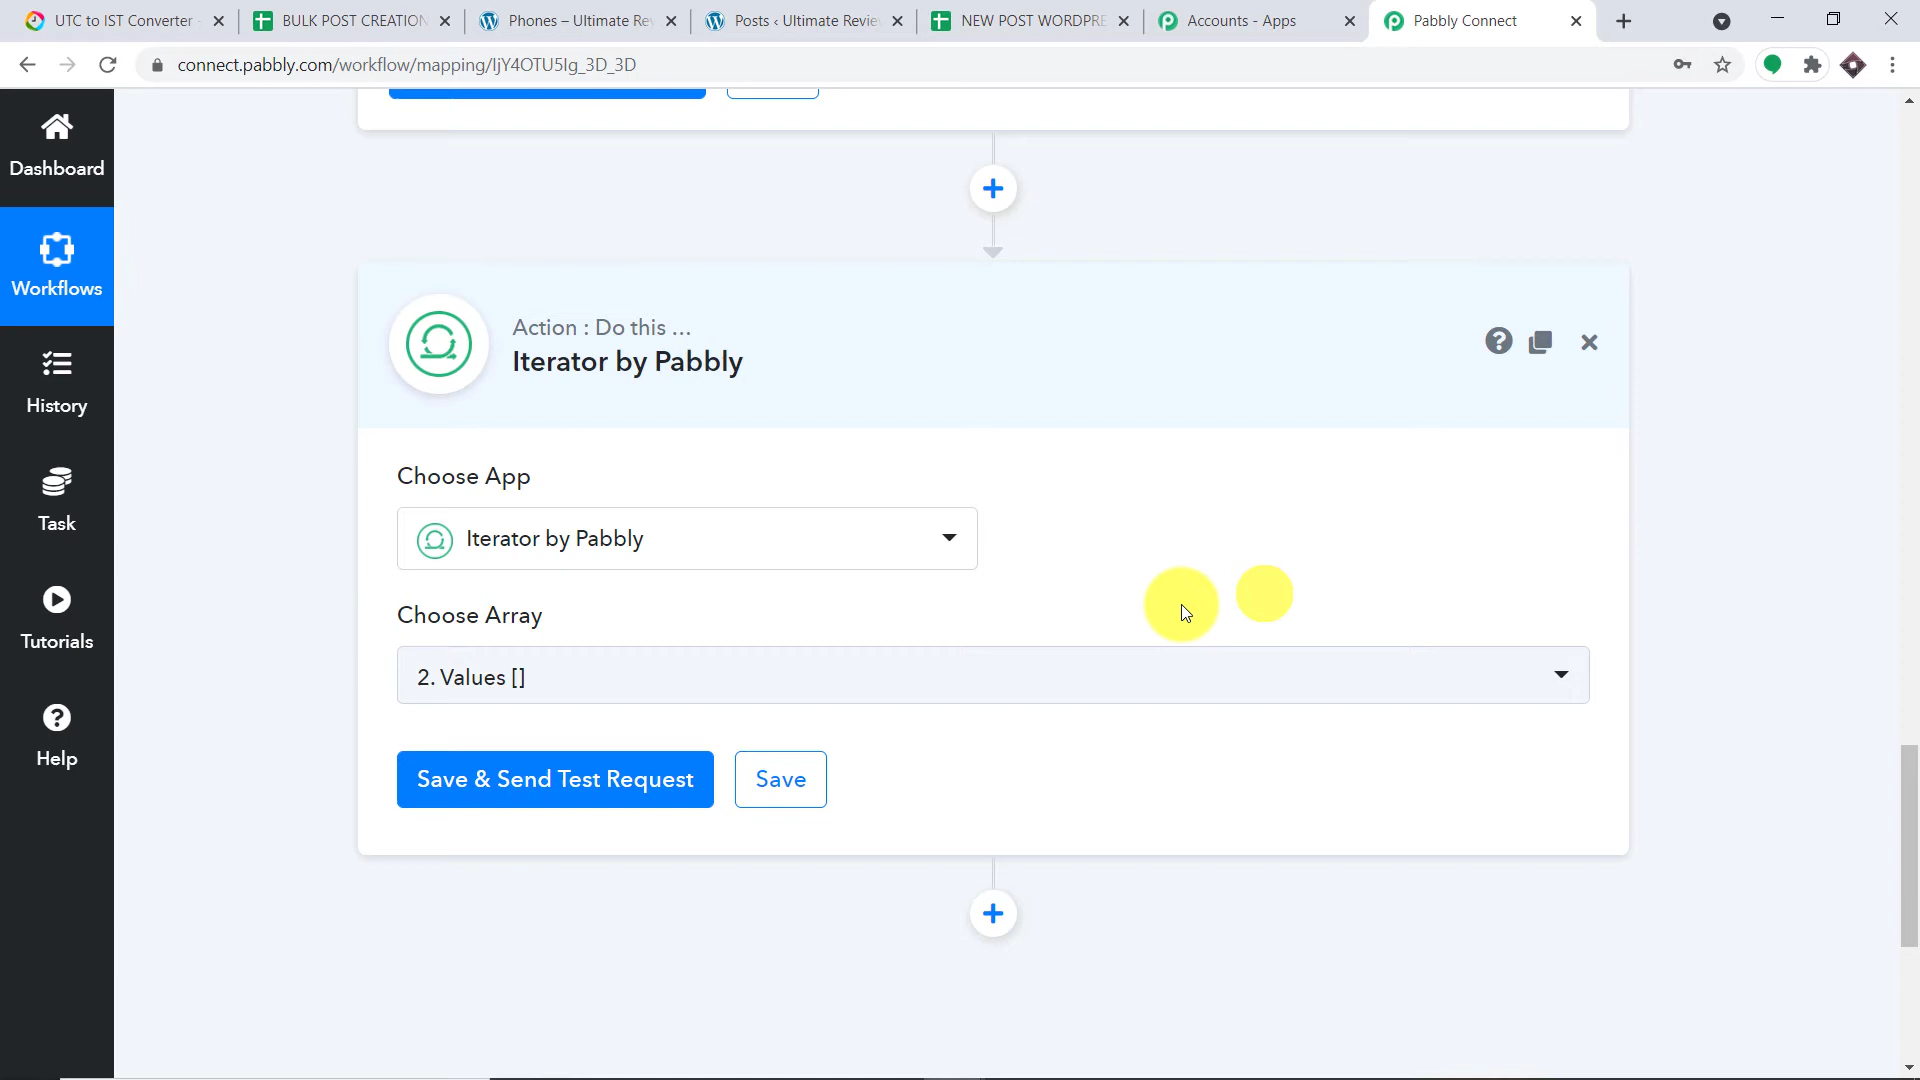 UTC to IST Converter
BULK POST CREATION
Phones – Ultimate Re
Posts ‹ Ultimate Revie
NEW POST WORDPRE
Accounts - Apps
Pabbly Connect
connect.pabbly.com/workflow/mapping/IjY4OTU5Ig_3D_3D
Dashboard
Workflows
History
Task
Tutorials
Help
Action : Do this ...
Iterator by Pabbly
Choose App
Iterator by Pabbly
Choose Array
2. Values []
Save & Send Test Request
Save